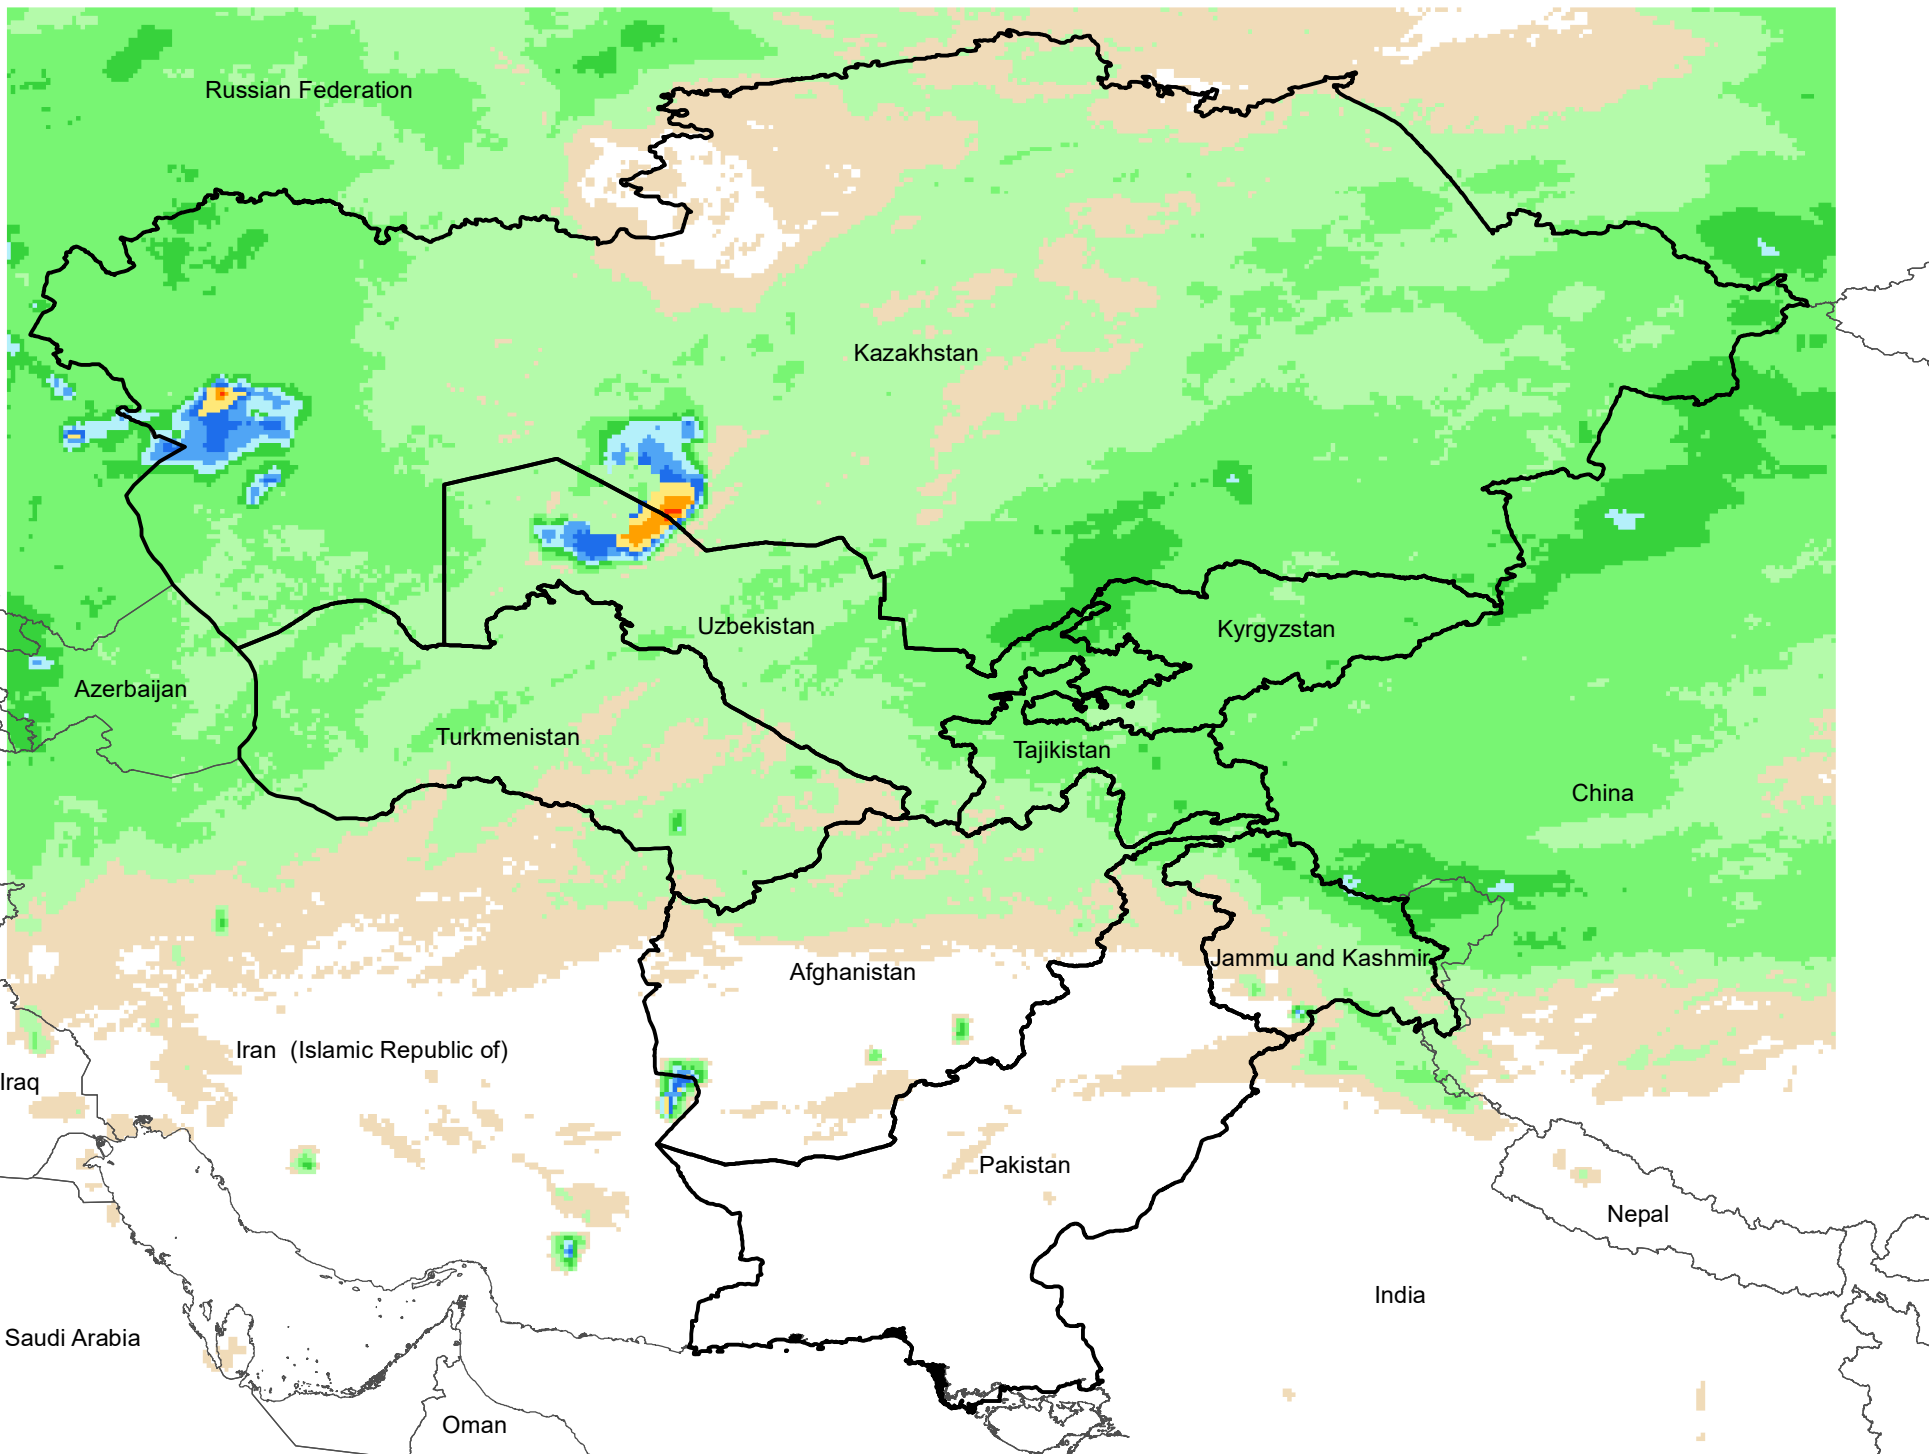 Russian Federation
Kazakhstan
Uzbekistan
Kyrgyzstan
Azerbaijan
Turkmenistan
Tajikistan
China
Jammu and Kashmir
Afghanistan
Iran  (Islamic Republic of)
Iraq
Pakistan
Nepal
India
Saudi Arabia
Oman